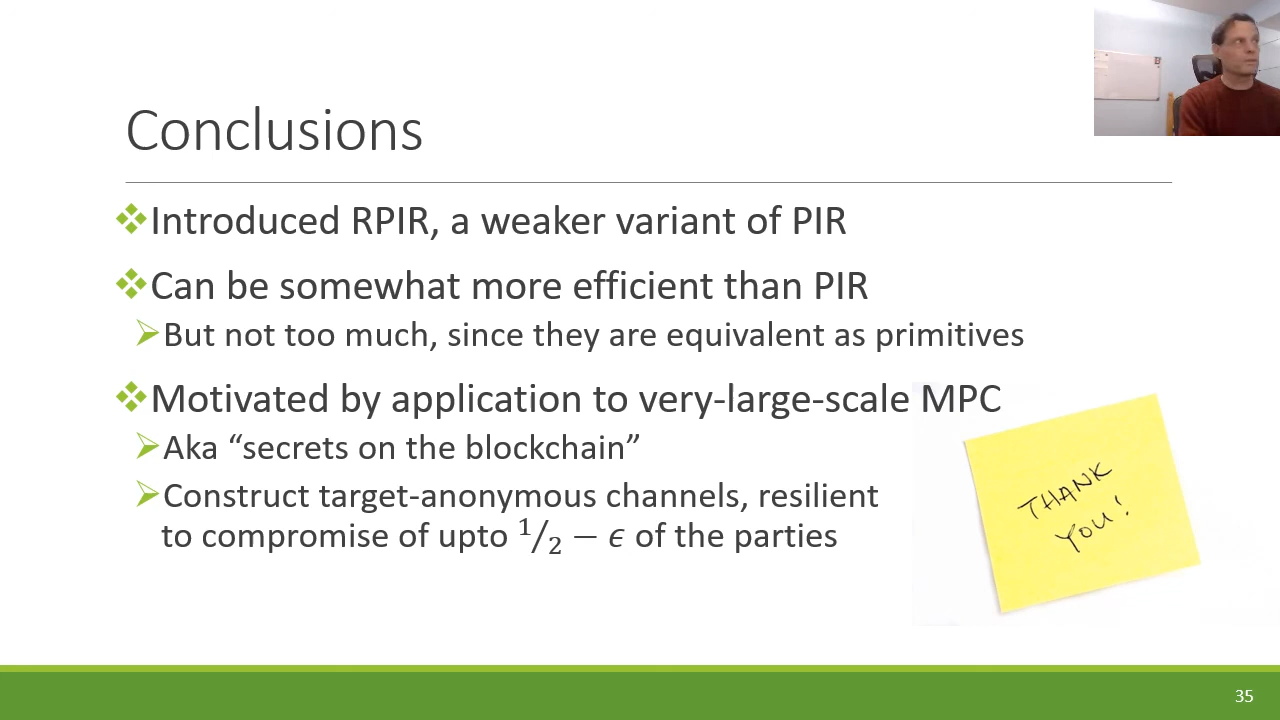 Conclusions
Introduced RPIR, a weaker variant of PIR
Can be somewhat more efficient than PIR
But not too much, since they are equivalent as primitives
Motivated by application to very-large-scale MPC
Aka “secrets on the blockchain”
Construct target-anonymous channels, resilient
to compromise of upto 1/2 − ϵ of the parties
THANK
YOU!
35